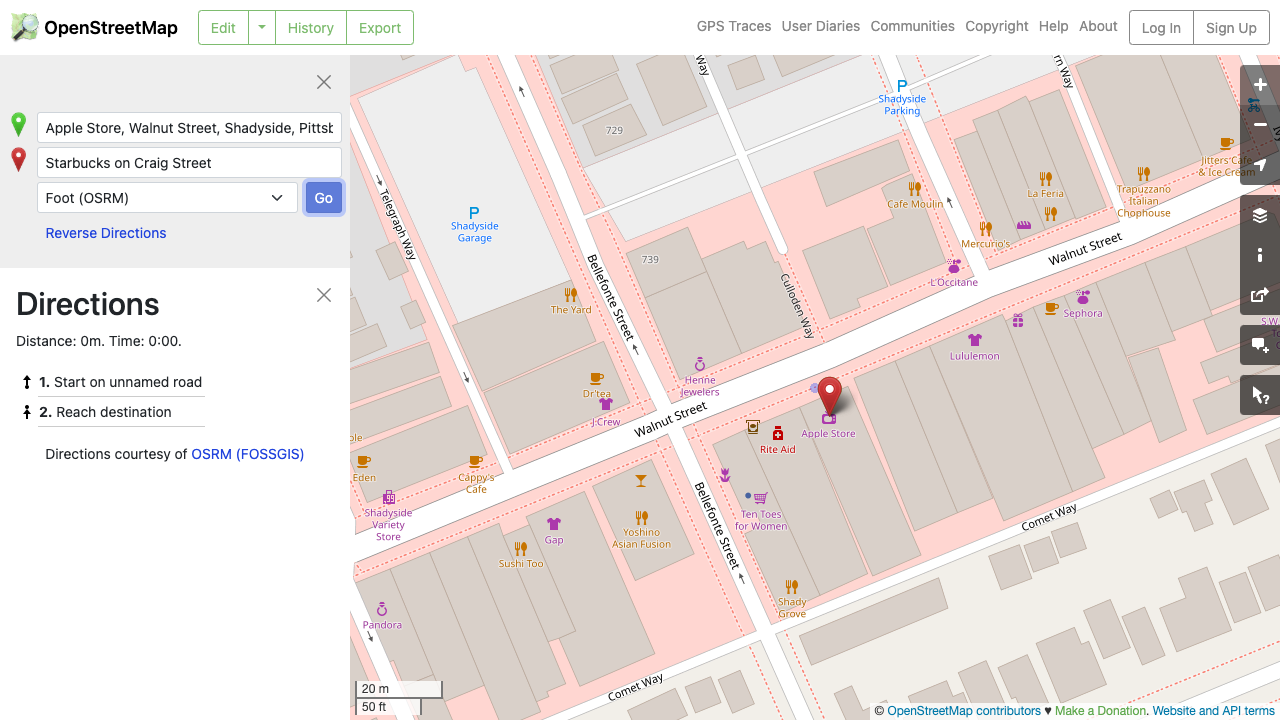 OpenStreetMap
Edit
History
Export
GPS Traces
User Diaries
Communities
Copyright
Help
About
Log In
Sign Up
Apple Store, Walnut Street, Shadyside, Pittsb
Starbucks on Craig Street
Foot (OSRM)
Go
Reverse Directions
Directions
Distance: 0m. Time: 0:00.
1. Start on unnamed road
2. Reach destination
Directions courtesy of OSRM (FOSSGIS)
Way
729
Shadyside
Parking
Jitters Cafe
& Ice Cream
La Feria
Trapuzzano
Italian
Chophouse
Cafe Moulin
Mercurio's
Walnut Street
Telegraph Way
Shadyside
Garage
739
Bellefonte Street
Culloden Way
L'Occitane
The Yard
Sephora
Lululemon
Henne
Jewelers
Dr'tea
J.Crew
Walnut Street
Apple Store
Rite Aid
Eden
Cappy's
Cafe
Shadyside
Variety
Store
Bellefonte Street
Ten Toes
for Women
Comet Way
Gap
Yoshino
Asian Fusion
Sushi Too
Shady
Grove
Pandora
Comet Way
20 m
50 ft
© OpenStreetMap contributors ♥ Make a Donation. Website and API terms